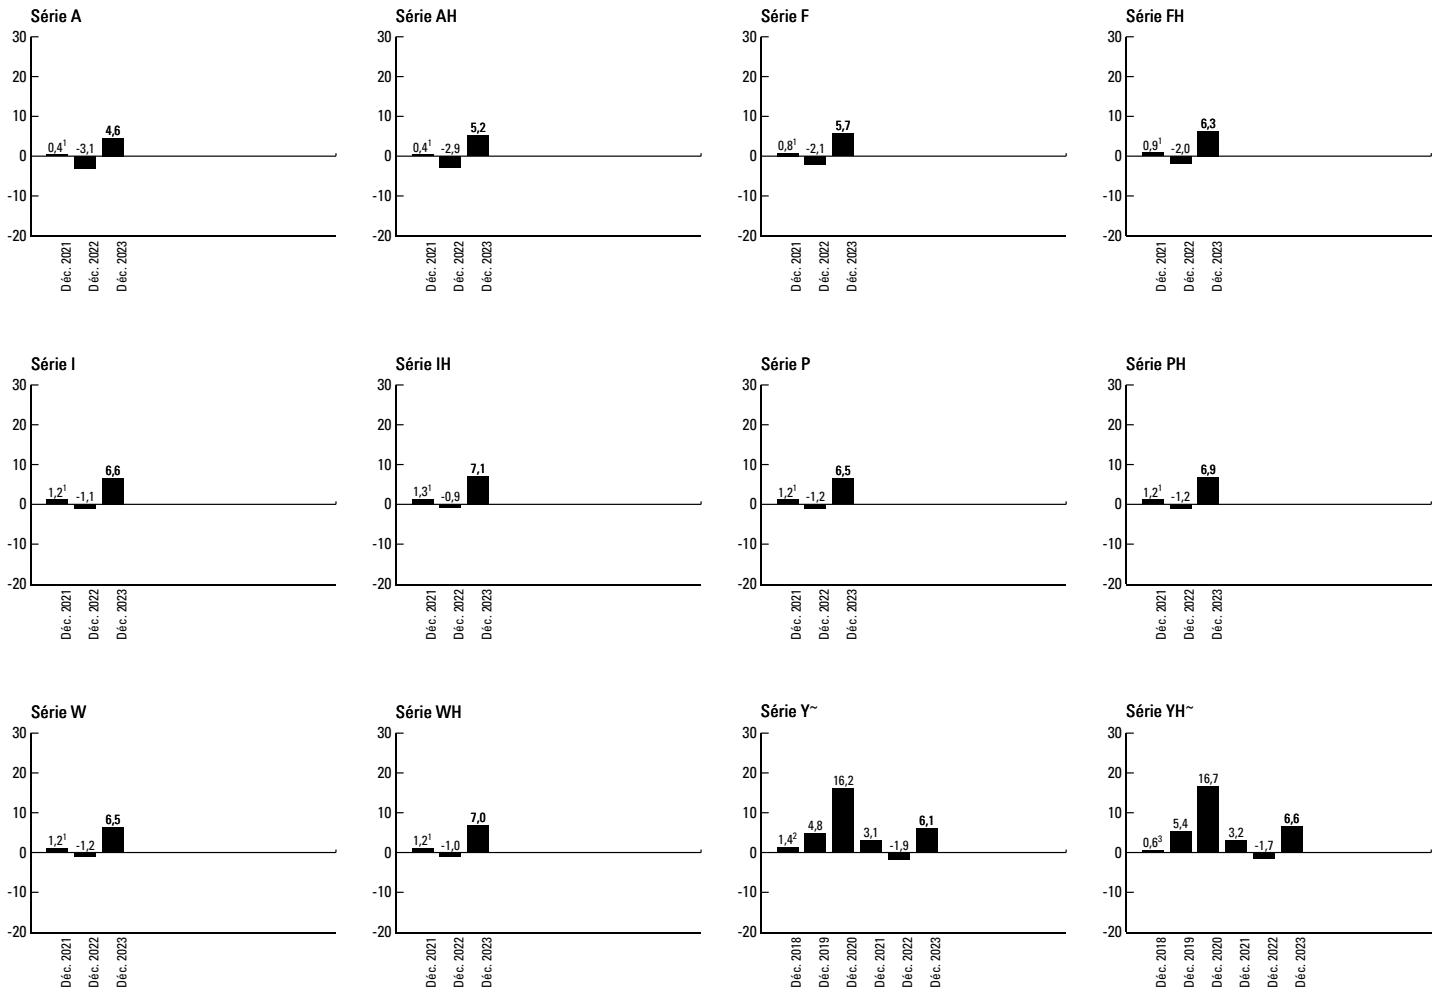 Série A
30
20
10
0
-10
-20
0,4¹
-3,1
4,6
Déc. 2021
Déc. 2022
Déc. 2023
Série AH
30
20
10
0
-10
-20
0,4¹
-2,9
5,2
Déc. 2021
Déc. 2022
Déc. 2023
Série F
30
20
10
0
-10
-20
0,8¹
-2,1
5,7
Déc. 2021
Déc. 2022
Déc. 2023
Série FH
30
20
10
0
-10
-20
0,9¹
-2,0
6,3
Déc. 2021
Déc. 2022
Déc. 2023
Série I
30
20
10
0
-10
-20
1,2¹
-1,1
6,6
Déc. 2021
Déc. 2022
Déc. 2023
Série IH
30
20
10
0
-10
-20
1,3¹
-0,9
7,1
Déc. 2021
Déc. 2022
Déc. 2023
Série P
30
20
10
0
-10
-20
1,2¹
-1,2
6,5
Déc. 2021
Déc. 2022
Déc. 2023
Série PH
30
20
10
0
-10
-20
1,2¹
-1,2
6,9
Déc. 2021
Déc. 2022
Déc. 2023
Série W
30
20
10
0
-10
-20
1,2¹
-1,2
6,5
Déc. 2021
Déc. 2022
Déc. 2023
Série WH
30
20
10
0
-10
-20
1,2¹
-1,0
7,0
Déc. 2021
Déc. 2022
Déc. 2023
Série Y~
30
20
10
0
-10
-20
1,4²
4,8
16,2
3,1
-1,9
6,1
Déc. 2018
Déc. 2019
Déc. 2020
Déc. 2021
Déc. 2022
Déc. 2023
Série YH~
30
20
10
0
-10
-20
0,6³
5,4
16,7
3,2
-1,7
6,6
Déc. 2018
Déc. 2019
Déc. 2020
Déc. 2021
Déc. 2022
Déc. 2023